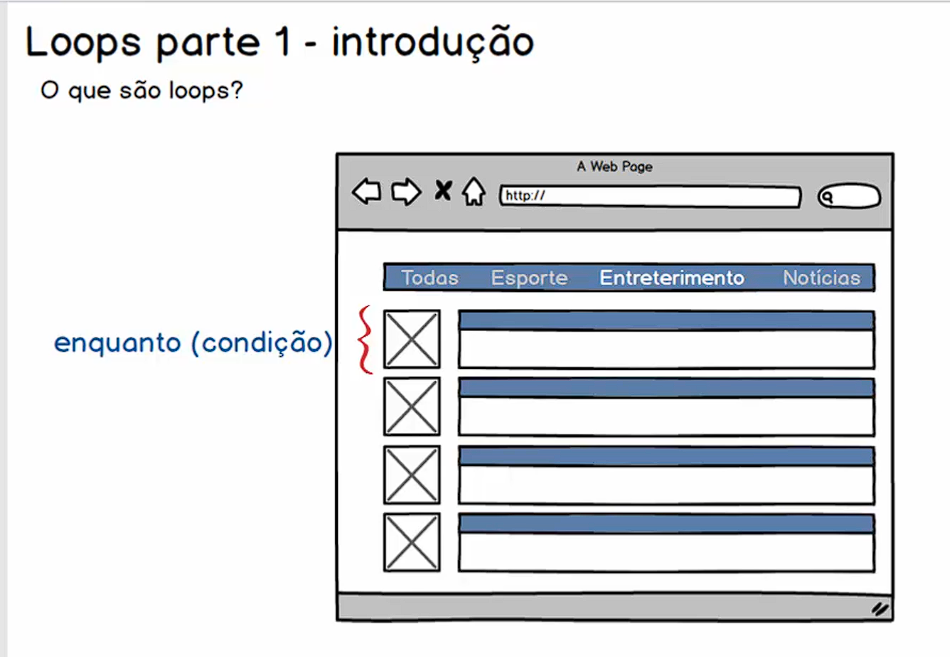 Loops parte 1 - introdução
O que são loops?
A Web Page
http://
Todas Esporte Entreterimento Notícias
enquanto (condição)